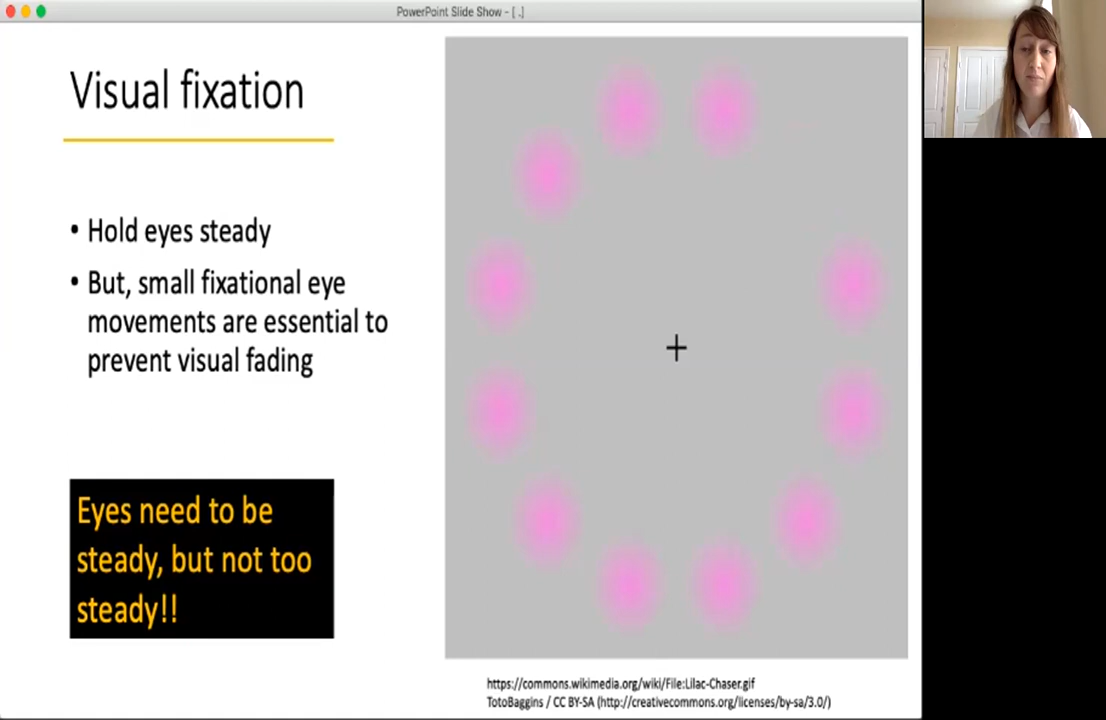 PowerPoint Slide Show - [ .]
Visual fixation
• Hold eyes steady
• But, small fixational eye
movements are essential to
prevent visual fading
Eyes need to be
steady, but not too
steady!!
https://commons.wikimedia.org/wiki/File:Lilac-Chaser.gif
TotoBaggins / CC BY-SA (http://creativecommons.org/licenses/by-sa/3.0/)